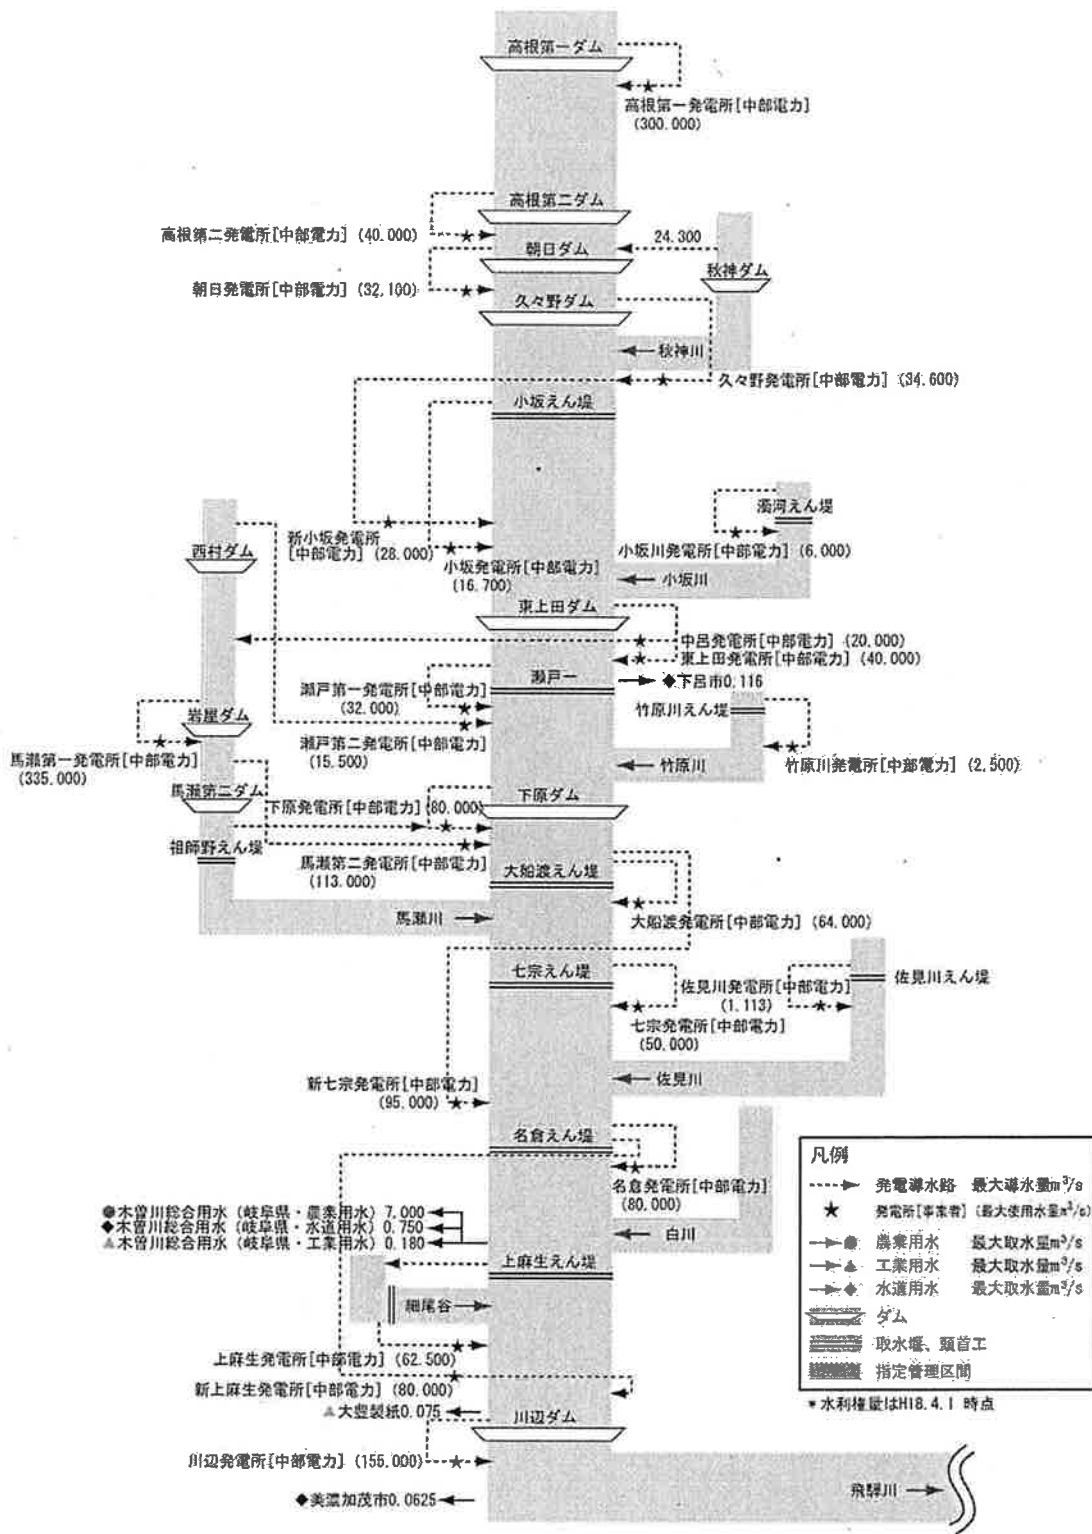 高根第一ダム
高根第一発電所[中部電力]
(300.000)
高根第二ダム
高根第二発電所[中部電力] (40.000)
24.300
朝日ダム
秋神ダム
朝日発電所[中部電力] (32,100)
久々野ダム
秋神川
久々野発電所[中部電力] (34.600)
小坂えん堤
濁河えん堤
新小坂発電所
[中部電力] (28.000)
西村ダム
小坂川発電所[中部電力] (6.000)
小坂発電所[中部電力]
(16.700)
小坂川
東上田ダム
中呂発電所[中部電力] (20.000)
東上田発電所[中部電力] (40.000)
瀬戸一
◆下呂市0.116
瀬戸第一発電所[中部電力]
(32.000)
竹原川えん堤
岩屋ダム
瀬戸第二発電所[中部電力]
(15.500)
馬瀬第一発電所[中部電力]
(335.000)
竹原川
竹原川発電所[中部電力] (2.500)
馬瀬第二ダム
下原ダム
下原発電所[中部電力] (80.000)
祖師野えん堤
馬瀬第二発電所[中部電力]
(113.000)
大船渡えん堤
馬瀬川
大船渡発電所[中部電力] (64.000)
七宗えん堤
佐見川えん堤
佐見川発電所[中部電力]
(1.113)
七宗発電所[中部電力]
(50.000)
佐見川
新七宗発電所[中部電力]
(95.000)
名倉えん堤
名倉発電所[中部電力]
(80,000)
●木曽川総合用水 (岐阜県・農業用水) 7.000
◆木曽川総合用水 (岐阜県・水道用水) 0.750
▲木曽川総合用水 (岐阜県・工業用水) 0.180
白川
上麻生えん堤
細尾谷
上麻生発電所[中部電力] (62.500)
新上麻生発電所[中部電力] (80.000)
▲大豊製紙0.075
川辺ダム
川辺発電所[中部電力] (155.000)
◆美濃加茂市0.0625
飛騨川
凡例
発電導水路 最大導水量m³/s
★ 発電所[事業者] (最大使用水量m³/s)
農業用水 最大取水量m³/s
工業用水 最大取水量m³/s
水道用水 最大取水量m³/s
ダム
取水堰、頭首工
指定管理区間
*水利権量はH18.4.1 時点